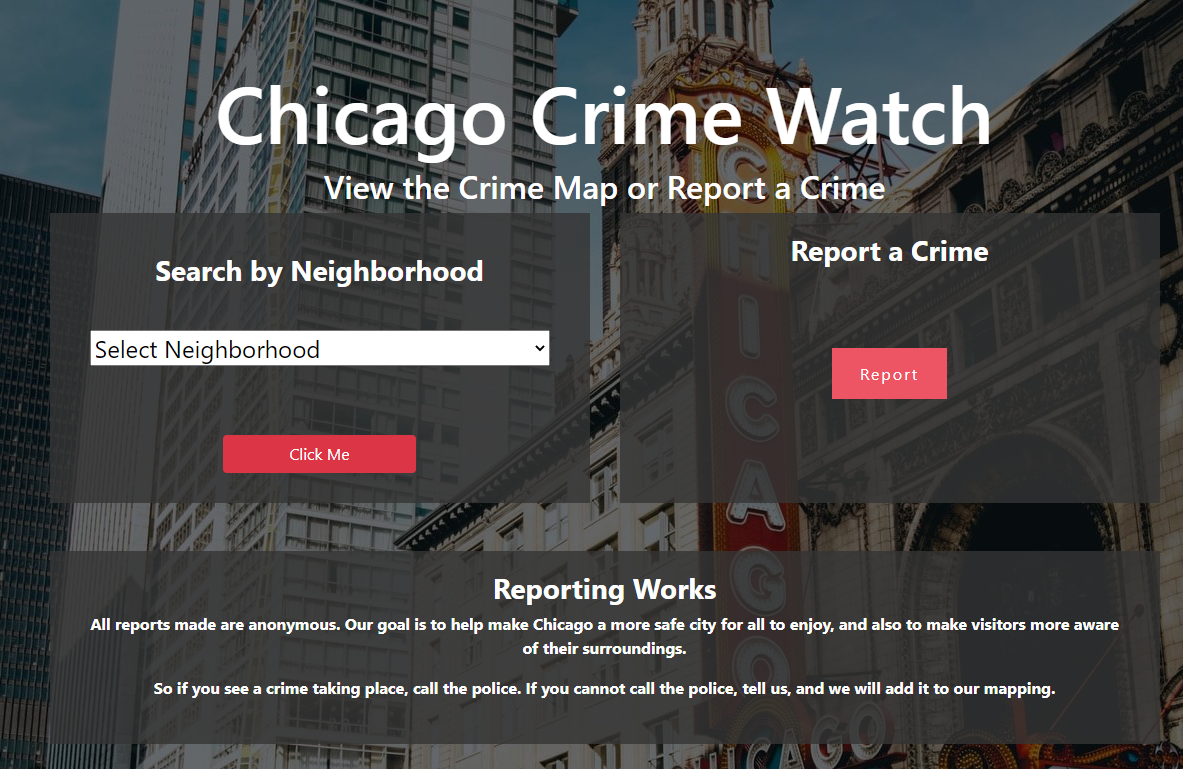 Chicago Crime Watch
View the Crime Map or Report a Crime
Search by Neighborhood
Select Neighborhood
Click Me
Report a Crime
Report
Reporting Works
All reports made are anonymous. Our goal is to help make Chicago a more safe city for all to enjoy, and also to make visitors more aware
of their surroundings.
So if you see a crime taking place, call the police. If you cannot call the police, tell us, and we will add it to our mapping.
CHASE
CHICAGO
CHICAGO